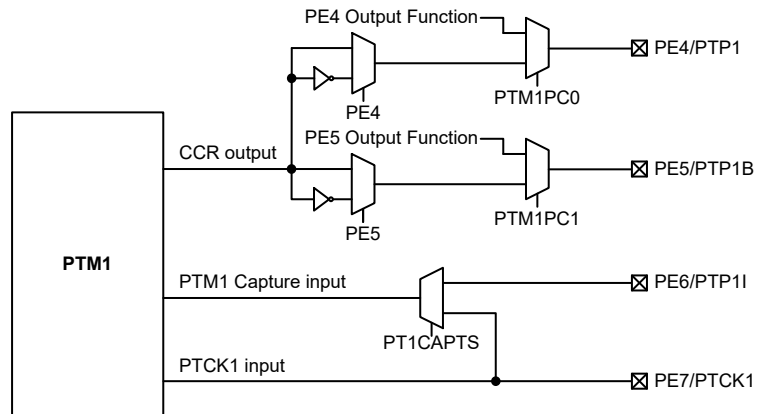 PE4 Output Function
PE4/PTP1
PTM1PC0
PE4
PE5 Output Function
CCR output
PE5/PTP1B
PTM1PC1
PE5
PTM1
PTM1 Capture input
PE6/PTP1I
PT1CAPTS
PTCK1 input
PE7/PTCK1